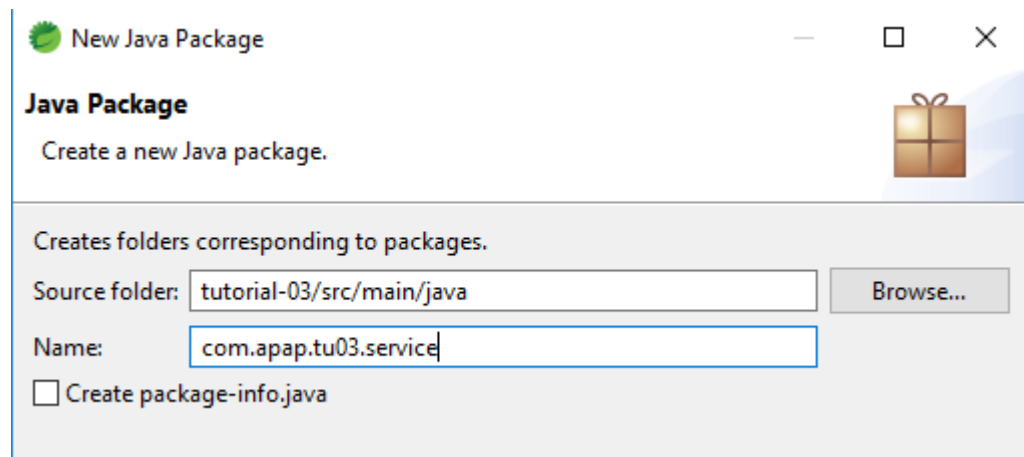 New Java Package
Java Package
Create a new Java package.
Creates folders corresponding to packages.
Source folder: tutorial-03/src/main/java Browse...
Name: com.apap.tu03.service
Create package-info.java